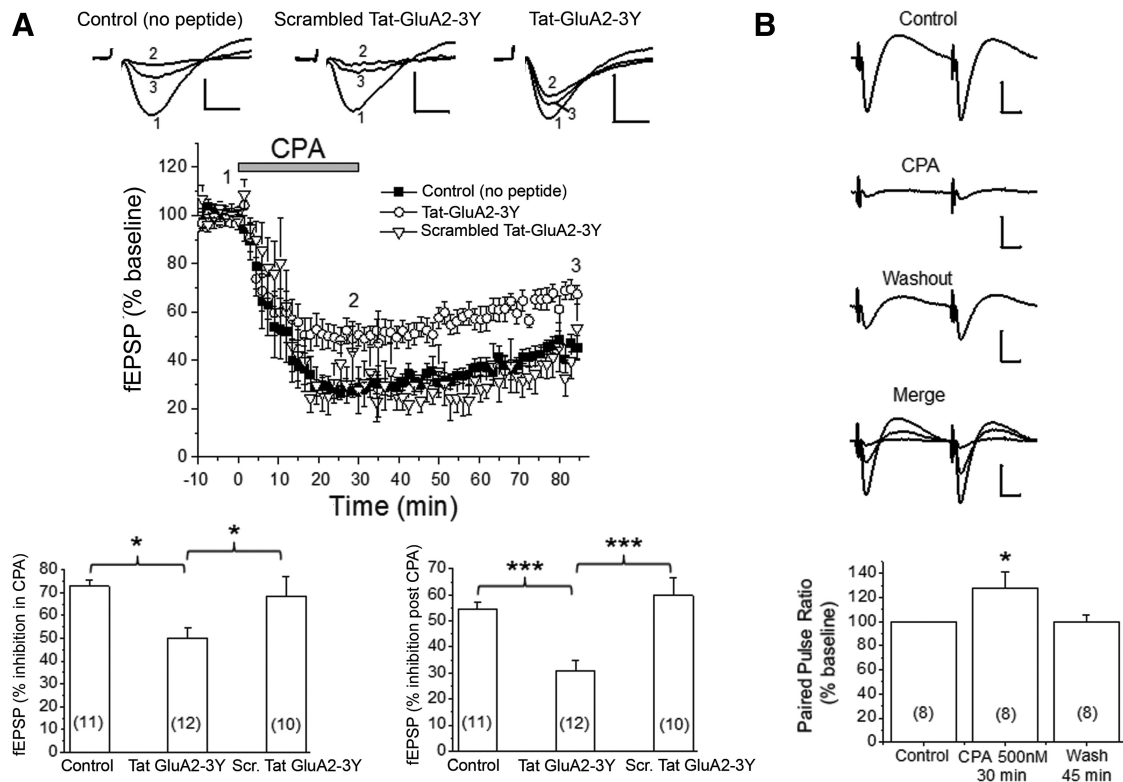 A
Control (no peptide)
Scrambled Tat-GluA2-3Y
Tat-GluA2-3Y
2
3
1
2
3
1
2
3
1
CPA
1
2
3
Control (no peptide)
Tat-GluA2-3Y
Scrambled Tat-GluA2-3Y
fEPSP (% baseline)
120
100
80
60
40
20
0
-10 0 10 20 30 40 50 60 70 80
Time (min)
fEPSP (% inhibition in CPA)
80
70
60
50
40
30
20
10
0
* *
(11) (12) (10)
Control Tat GluA2-3Y Scr. Tat GluA2-3Y
fEPSP (% inhibition post CPA)
70
60
50
40
30
20
10
0
*** ***
(11) (12) (10)
Control Tat GluA2-3Y Scr. Tat GluA2-3Y
B
Control
CPA
Washout
Merge
Paired Pulse Ratio
(% baseline)
140
120
100
80
60
40
20
0
*
(8) (8) (8)
Control CPA 500nM Wash
30 min 45 min